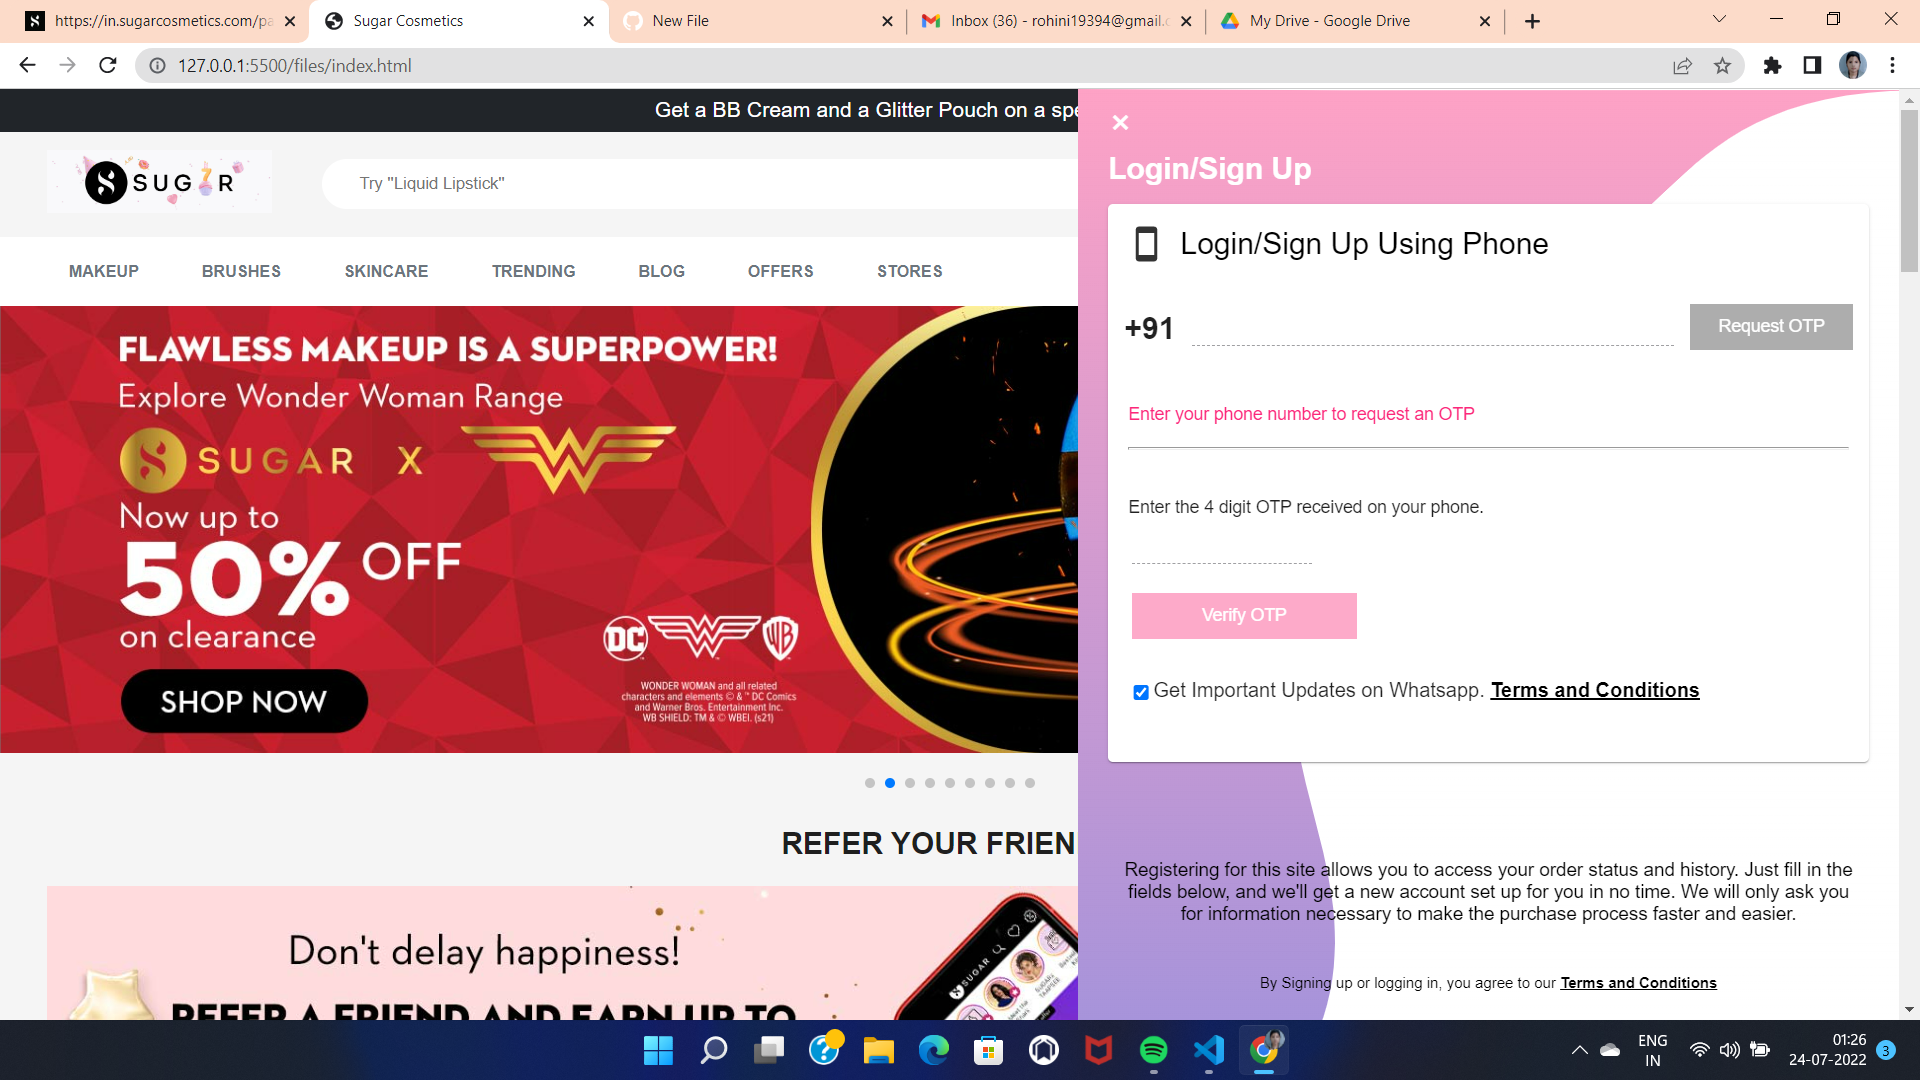 https://in.sugarcosmetics.com/pa
Sugar Cosmetics
New File
Inbox (36) - rohini19394@gmail.c
My Drive - Google Drive
127.0.0.1:5500/files/index.html
Get a BB Cream and a Glitter Pouch on a spe
SUGAR
Try "Liquid Lipstick"
MAKEUP
BRUSHES
SKINCARE
TRENDING
BLOG
OFFERS
STORES
FLAWLESS MAKEUP IS A SUPERPOWER!
Explore Wonder Woman Range
SUGAR X
Now up to
50% OFF
on clearance
SHOP NOW
DC
WB
WONDER WOMAN and all related
characters and elements © & ™ DC Comics
and Warner Bros. Entertainment Inc.
WB SHIELD: TM & © WBEI. (s21)
REFER YOUR FRIEN
Don't delay happiness!
REFER A FRIEND AND EARN UP TO
SUGAR
Login/Sign Up
Login/Sign Up Using Phone
+91
Request OTP
Enter your phone number to request an OTP
Enter the 4 digit OTP received on your phone.
Verify OTP
Get Important Updates on Whatsapp. Terms and Conditions
Registering for this site allows you to access your order status and history. Just fill in the
fields below, and we'll get a new account set up for you in no time. We will only ask you
for information necessary to make the purchase process faster and easier.
By Signing up or logging in, you agree to our Terms and Conditions
ENG
IN
01:26
24-07-2022
3